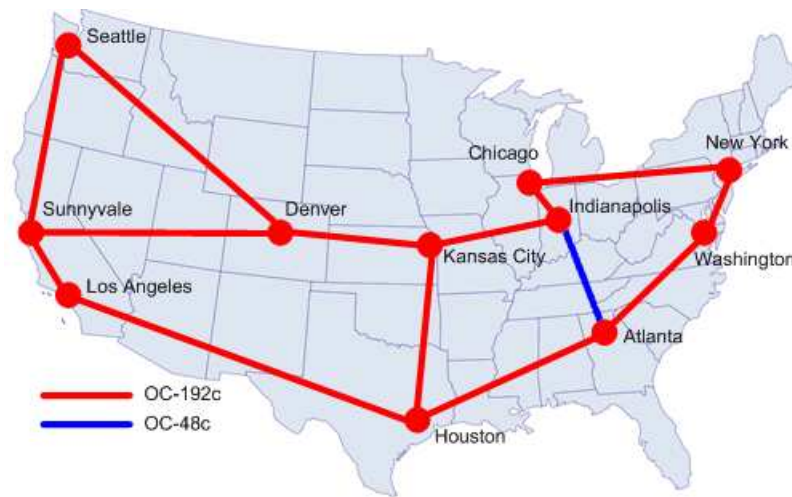 Seattle
New York
Chicago
Sunnyvale
Denver
Indianapolis
Kansas City
Washington
Los Angeles
Atlanta
OC-192c
OC-48c
Houston